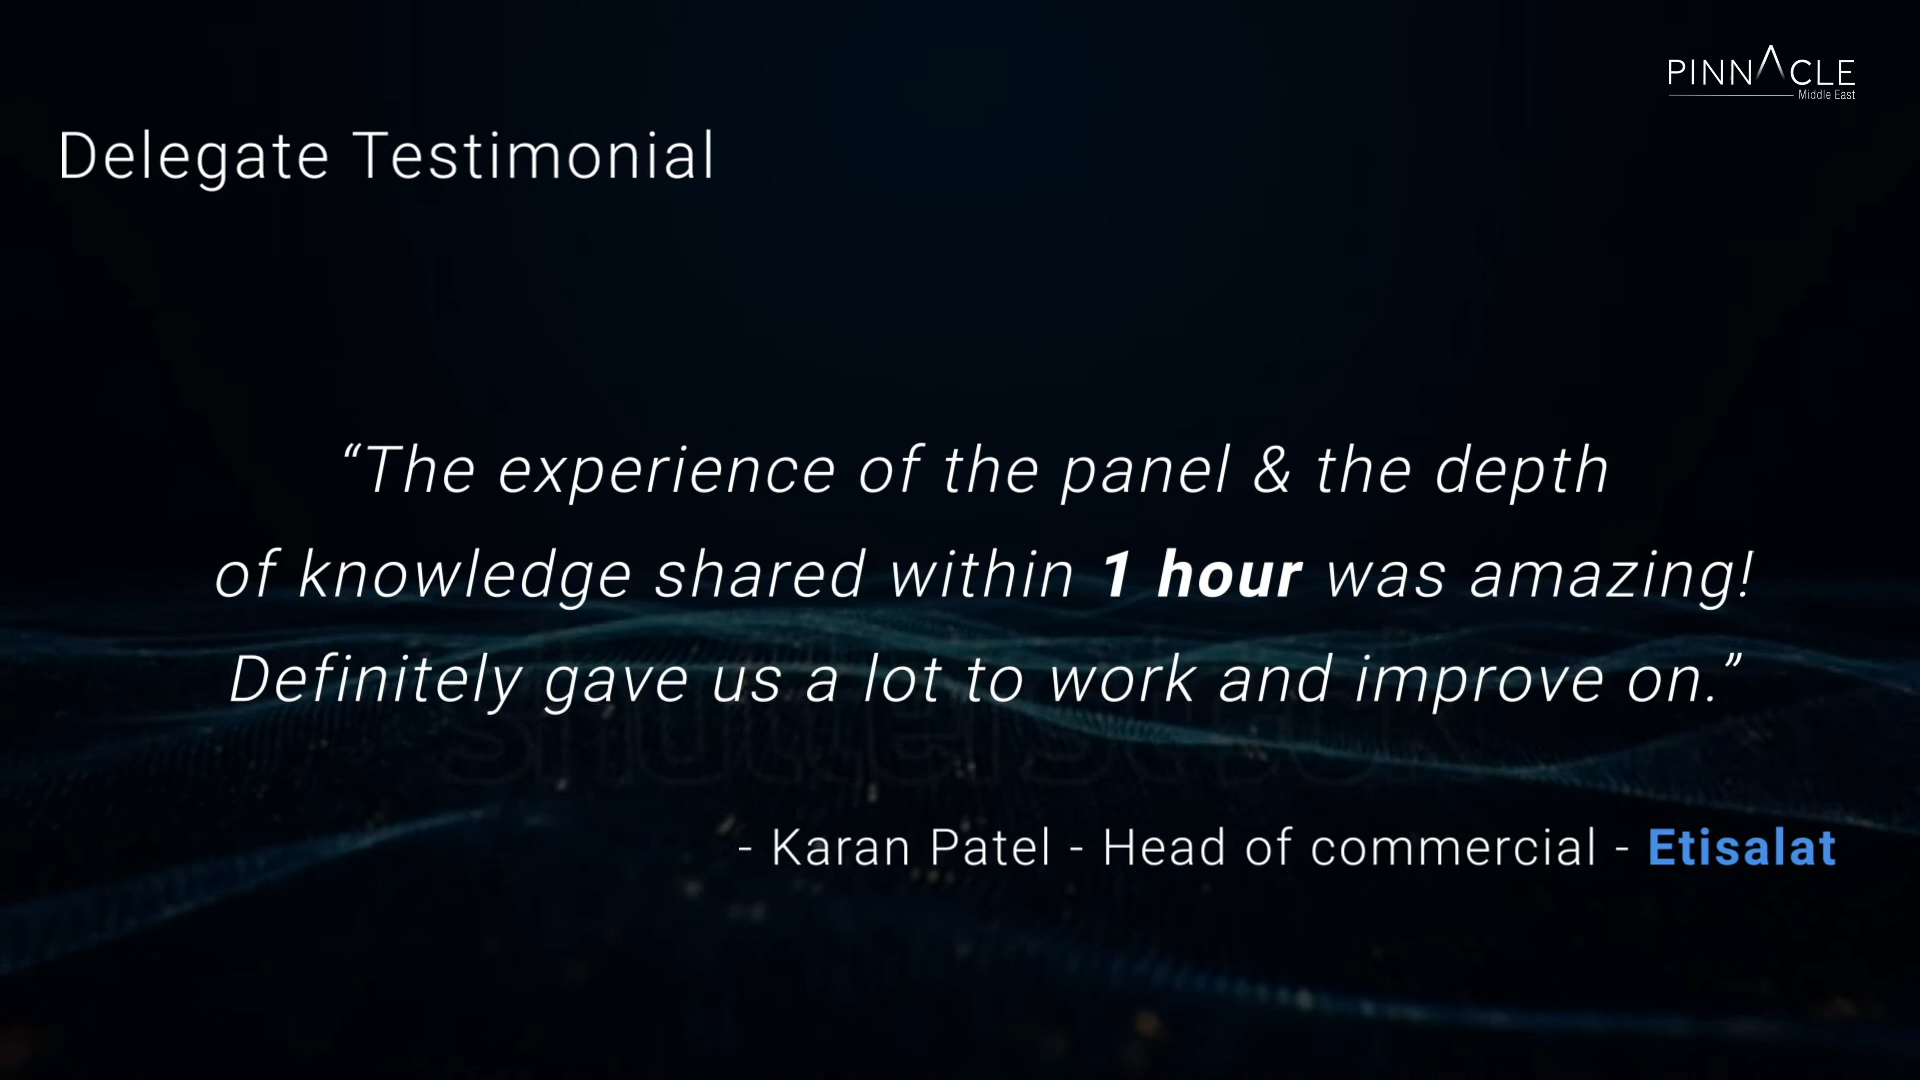 PINNACLE
Middle East
Delegate Testimonial
“The experience of the panel & the depth
of knowledge shared within 1 hour was amazing!
Definitely gave us a lot to work and improve on.”
shutterstock
- Karan Patel - Head of commercial - Etisalat